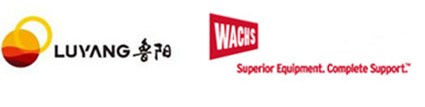 LUYANG 鲁阳
WACHS
Superior Equipment. Complete Support.™